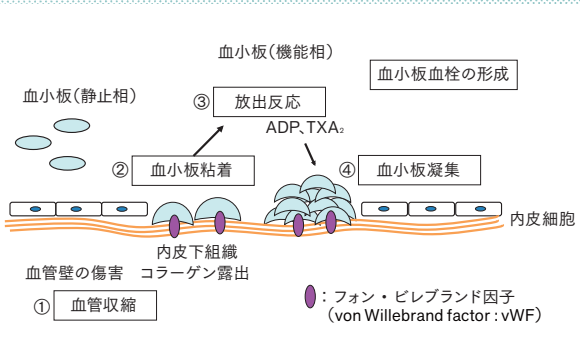 血小板（機能相）
血小板血栓の形成
血小板（静止相）
③ 放出反応
ADP、TXA₂
② 血小板粘着
④ 血小板凝集
内皮細胞
内皮下組織
コラーゲン露出
血管壁の傷害
① 血管収縮
：フォン・ビレブランド因子
（von Willebrand factor : vWF）